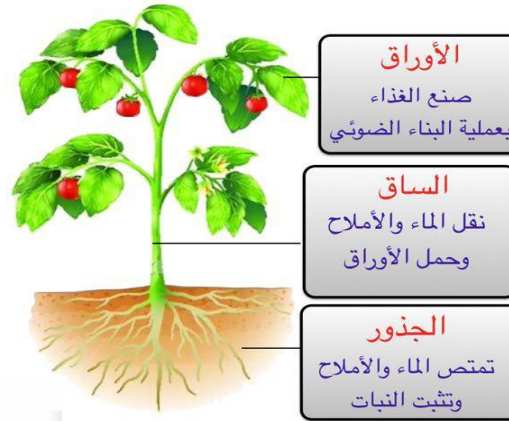 الأوراق
صنع الغذاء
بعملية البناء الضوئي
الساق
نقل الماء والأملاح
وحمل الأوراق
الجذور
تمتص الماء والأملاح
وتثبت النبات